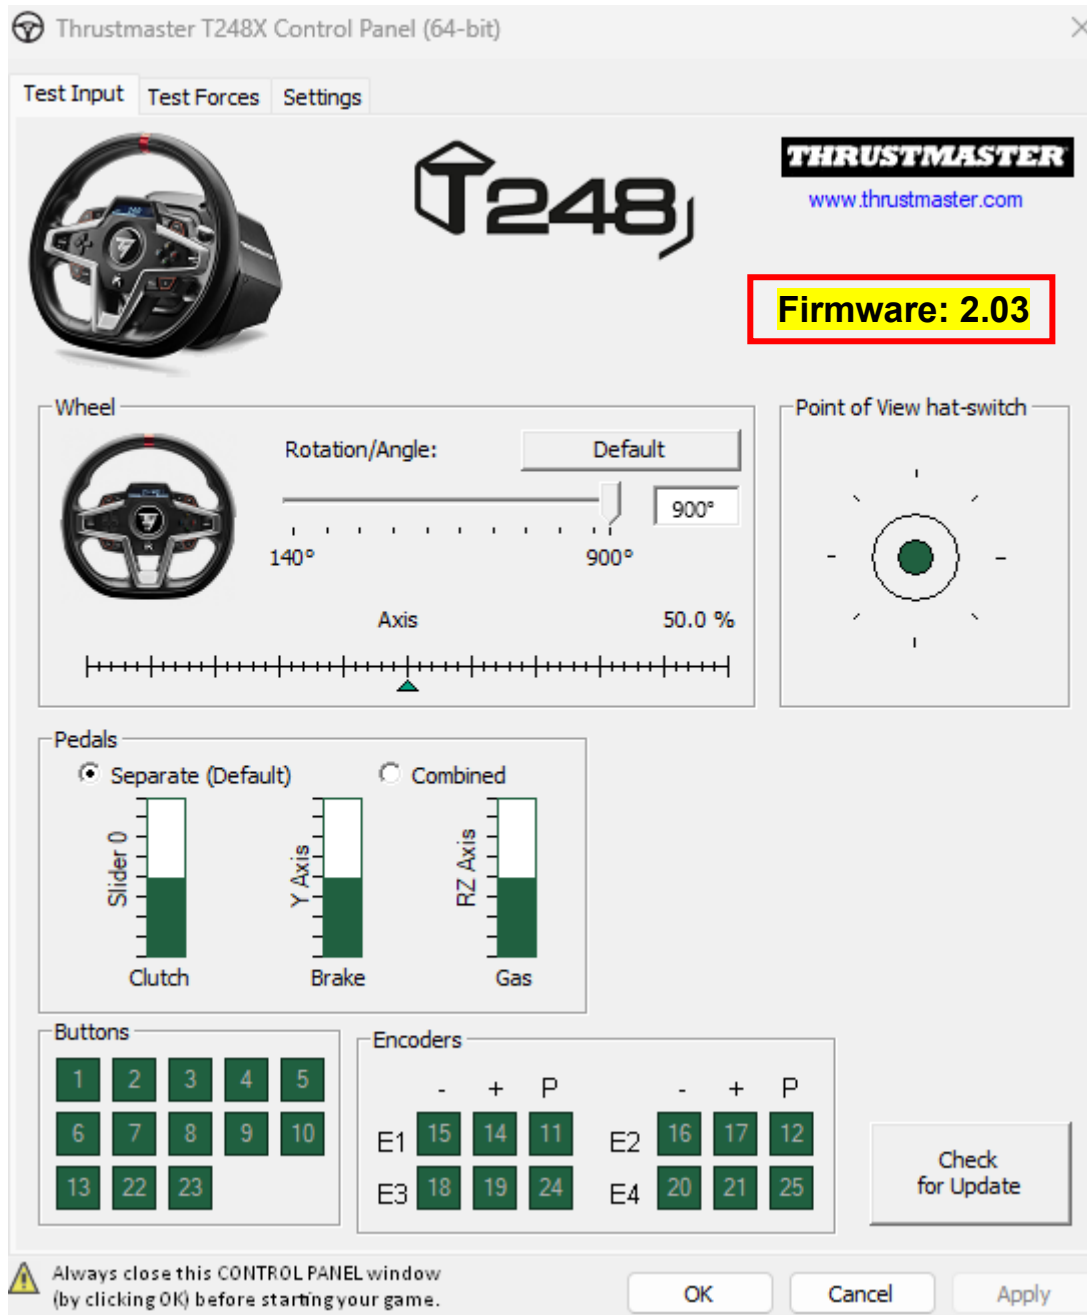 Thrustmaster T248X Control Panel (64-bit)
Test Input Test Forces Settings
T248
THRUSTMASTER
www.thrustmaster.com
Firmware: 2.03
Wheel
Rotation/Angle: Default
900°
140° 900°
Axis 50.0 %
Point of View hat-switch
Pedals
Separate (Default) Combined
Slider 0
Y Axis
RZ Axis
Clutch Brake Gas
Buttons
1 2 3 4 5
6 7 8 9 10
13 22 23
Encoders
- + P - + P
E1 15 14 11 E2 16 17 12
E3 18 19 24 E4 20 21 25
Check
for Update
Always close this CONTROL PANEL window
(by clicking OK) before starting your game.
OK Cancel Apply